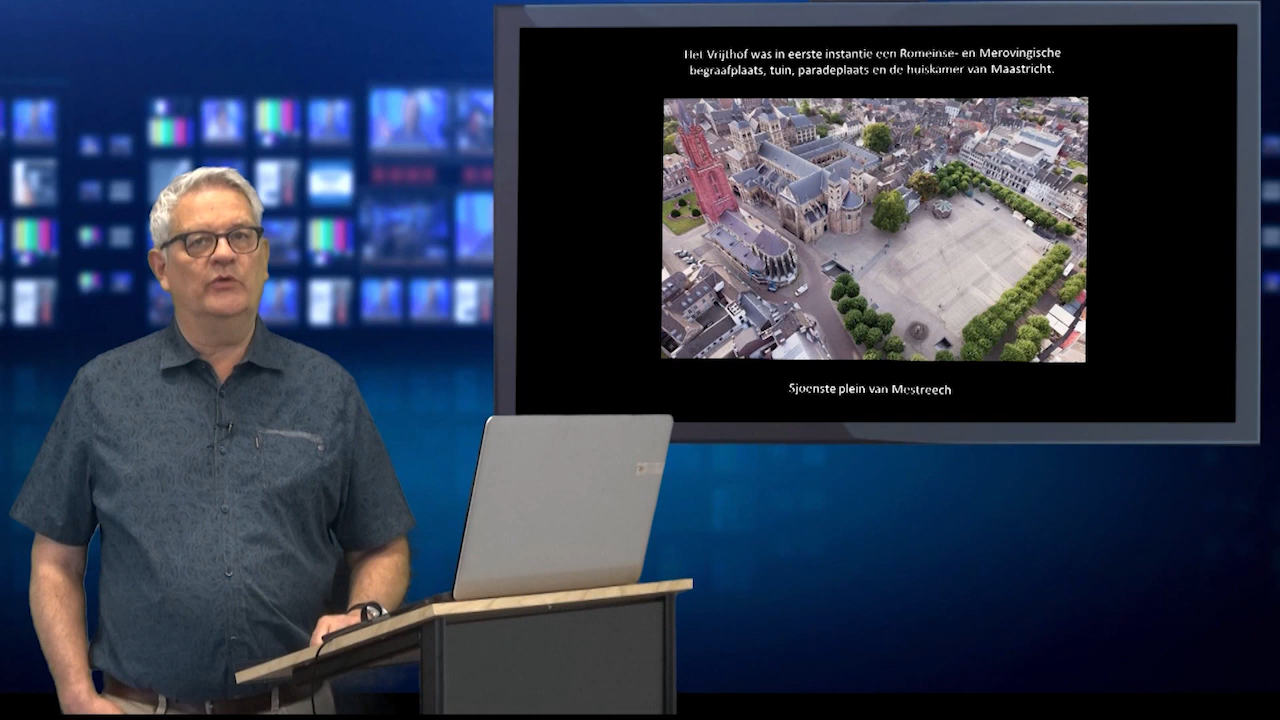 Het Vrijthof was in eerste instantie een Romeinse- en Merovingische
begraafplaats, tuin, paradeplaats en de huiskamer van Maastricht.
Sjoenste plein van Mestreech